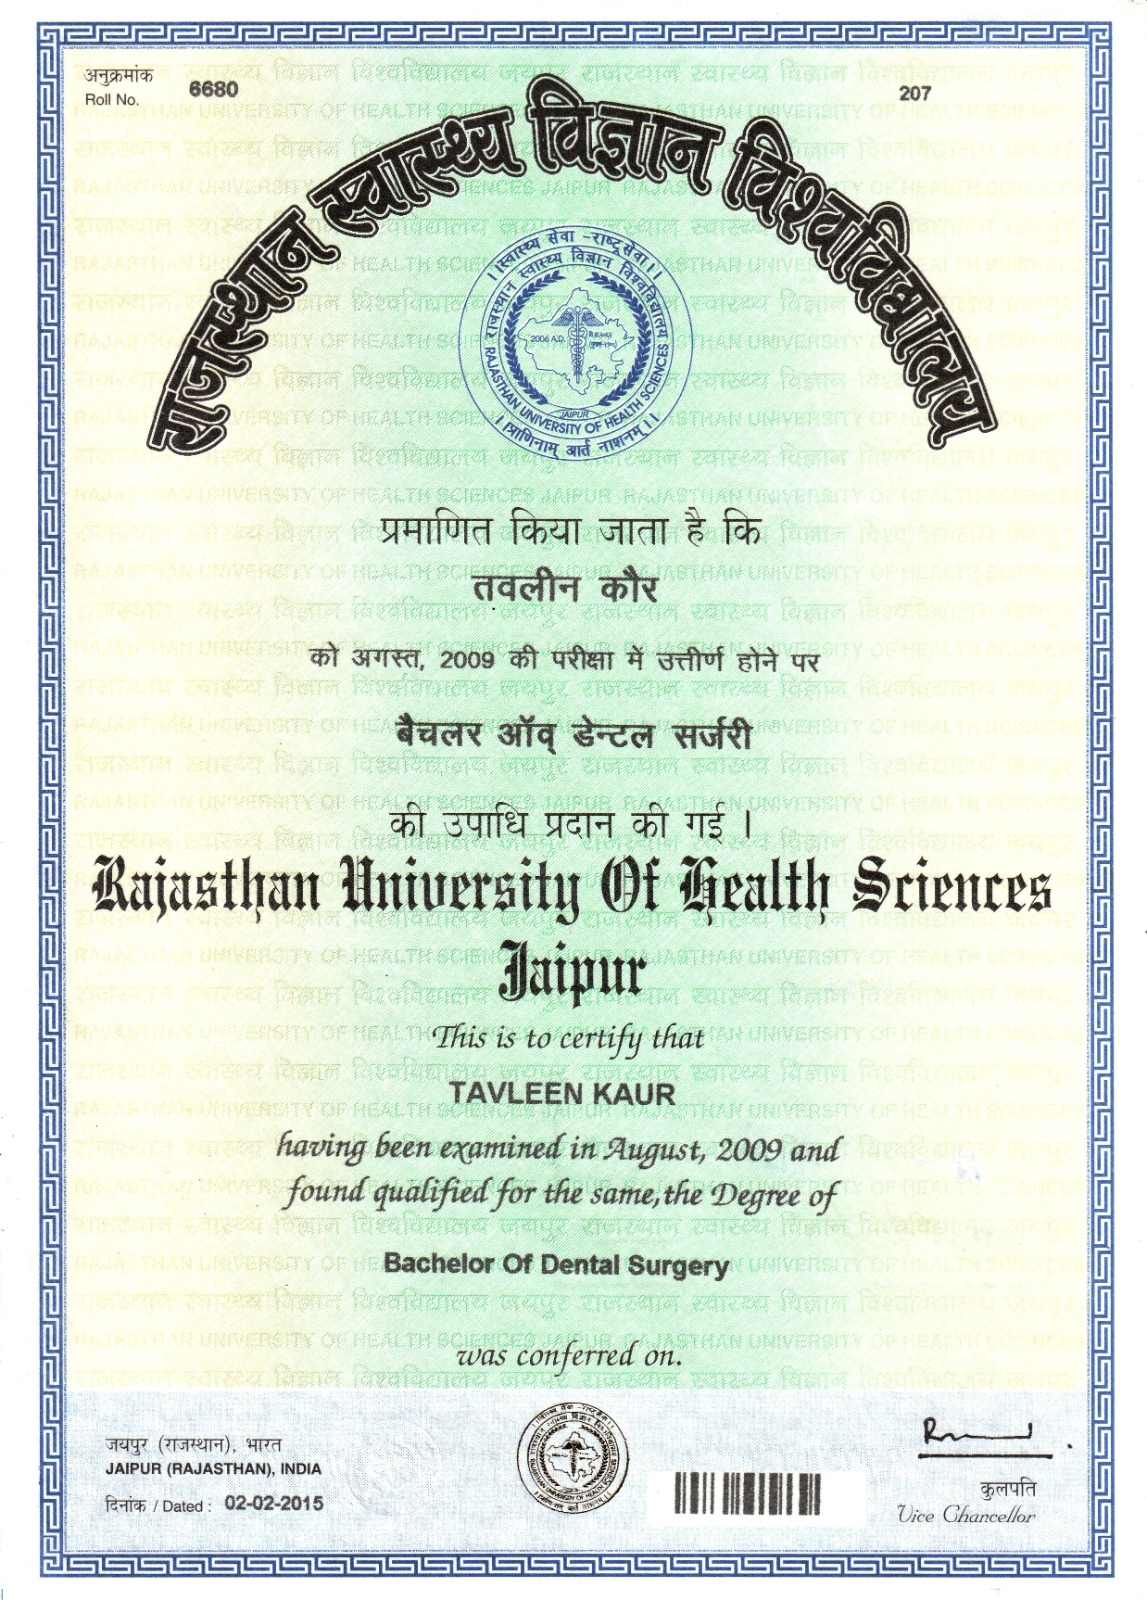 अनुक्रमांक
Roll No. 6680
207
राजस्थान स्वास्थ्य विज्ञान विश्वविद्यालय
।।स्वास्थ्य सेवा -राष्ट्र सेवा।।
राजस्थान स्वास्थ्य विज्ञान विश्वविद्यालय
2006 A.D.
JAIPUR
RAJASTHAN UNIVERSITY OF HEALTH SCIENCES
।।प्राणिनाम् आर्त नाशनम्।।
प्रमाणित किया जाता है कि
तवलीन कौर
को अगस्त, 2009 की परीक्षा में उत्तीर्ण होने पर
बैचलर ऑव् डेन्टल सर्जरी
की उपाधि प्रदान की गई ।
Rajasthan University Of Health Sciences
Jaipur
This is to certify that
TAVLEEN KAUR
having been examined in August, 2009 and
found qualified for the same,the Degree of
Bachelor Of Dental Surgery
was conferred on.
जयपुर (राजस्थान), भारत
JAIPUR (RAJASTHAN), INDIA
दिनांक / Dated : 02-02-2015
कुलपति
Vice Chancellor